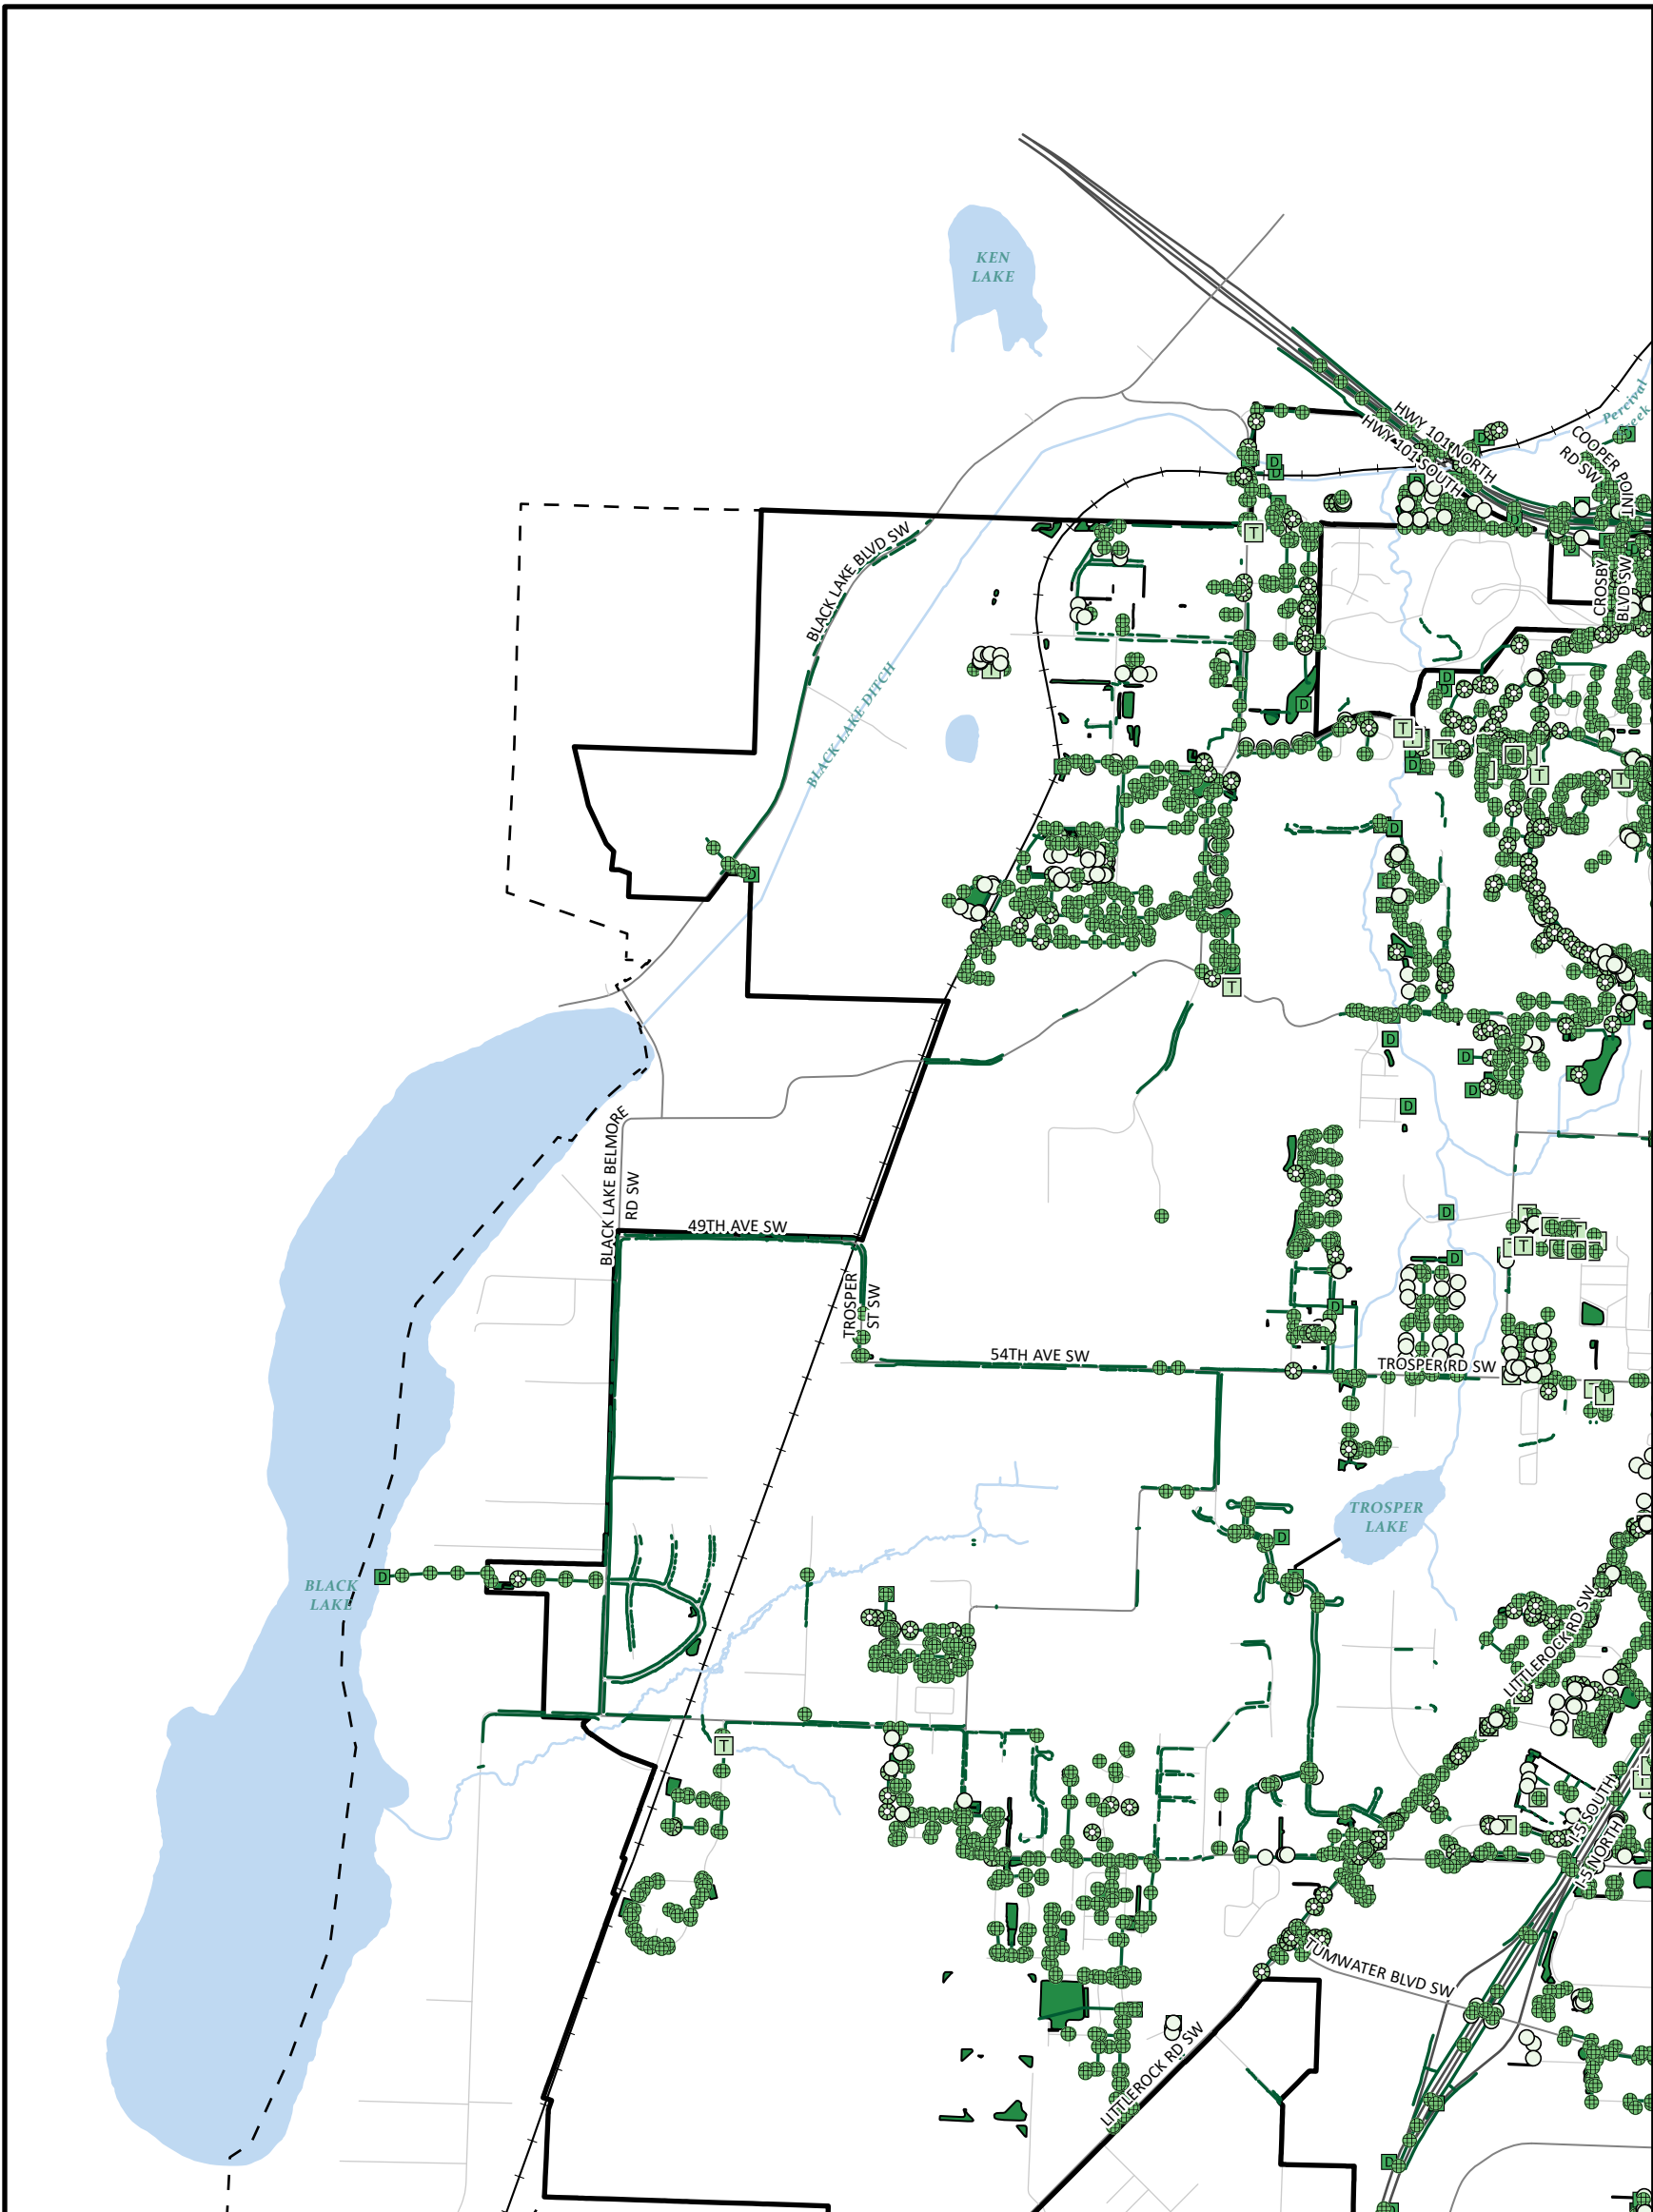 KEN
LAKE
Percival
Creek
HWY 101 NORTH
HWY 101 SOUTH
COOPER POINT
RD SW
CROSBY
BLVD SW
BLACK LAKE BLVD SW
BLACK LAKE DITCH
BLACK LAKE BELMORE
RD SW
49TH AVE SW
TROSPER
ST SW
54TH AVE SW
TROSPER RD SW
TROSPER
LAKE
BLACK
LAKE
LITTLEROCK RD SW
I-5 SOUTH
I-5 NORTH
TUMWATER BLVD SW
LITTLEROCK RD SW
D
D
D
D
T
D
D
T
T
T
T
D
D
T
D
D
D
D
D
D
T
T
D
D
T
T
D